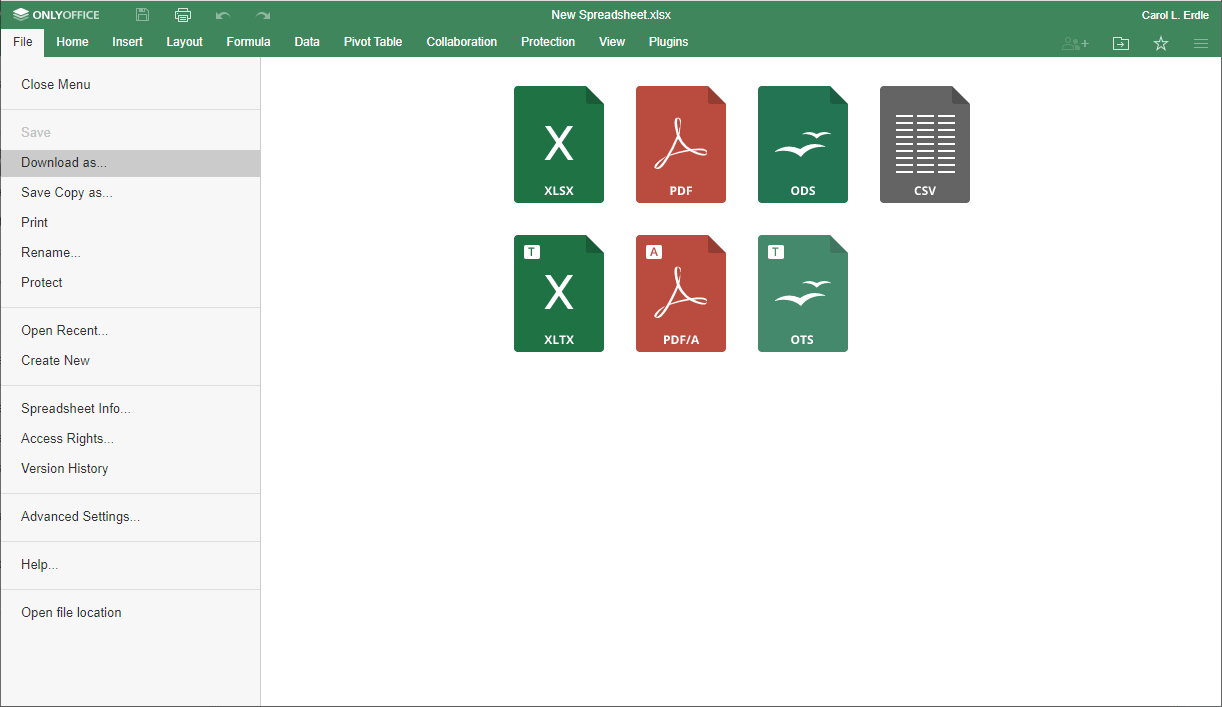 ONLYOFFICE New Spreadsheet.xlsx Carol L. Erdle
File Home Insert Layout Formula Data Pivot Table Collaboration Protection View Plugins
Close Menu
Save
Download as...
Save Copy as...
Print
Rename...
Protect
Open Recent...
Create New
Spreadsheet Info...
Access Rights...
Version History
Advanced Settings...
Help...
Open file location
X
XLSX
PDF
ODS
CSV
T
X
XLTX
A
PDF/A
T
OTS